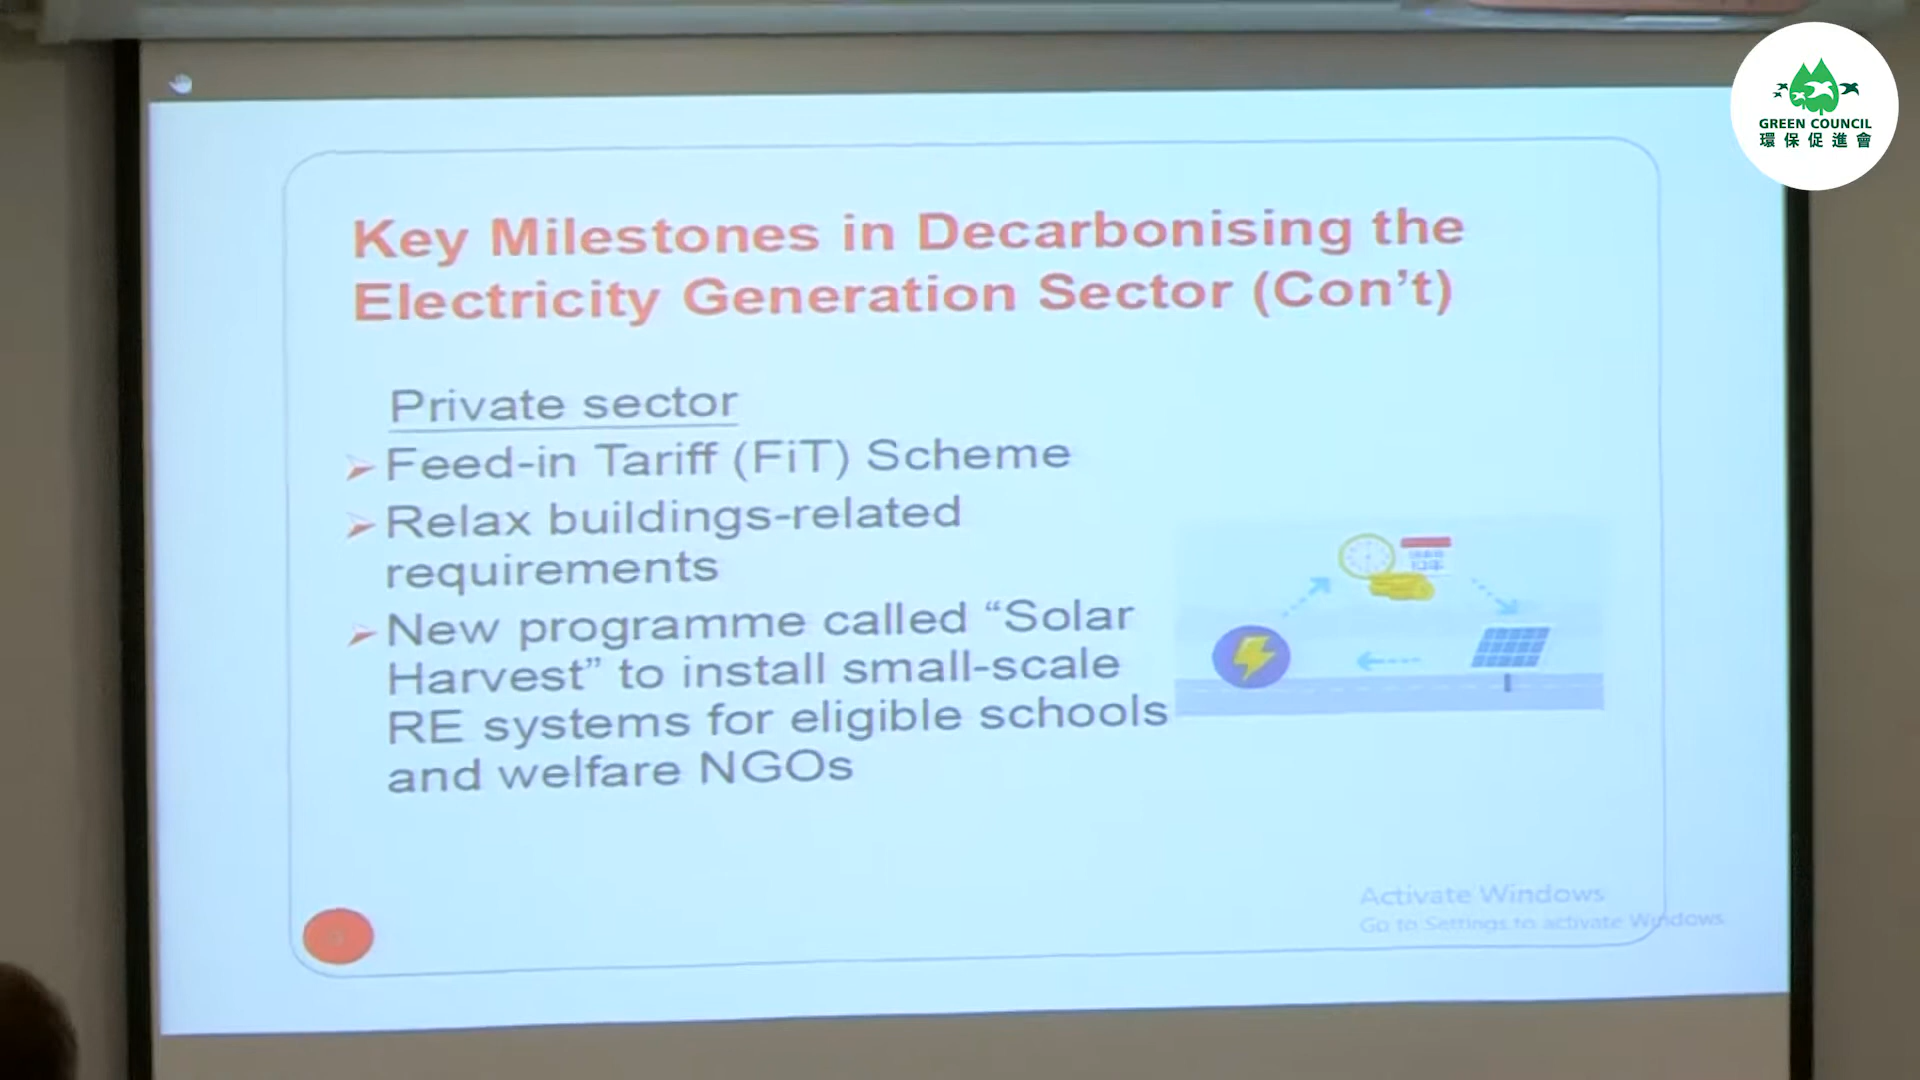 GREEN COUNCIL
環保促進會
Key Milestones in Decarbonising the
Electricity Generation Sector (Con’t)
Private sector
Feed-in Tariff (FiT) Scheme
Relax buildings-related
requirements
New programme called “Solar
Harvest” to install small-scale
RE systems for eligible schools
and welfare NGOs
Activate Windows
Go to Settings to activate Windows.